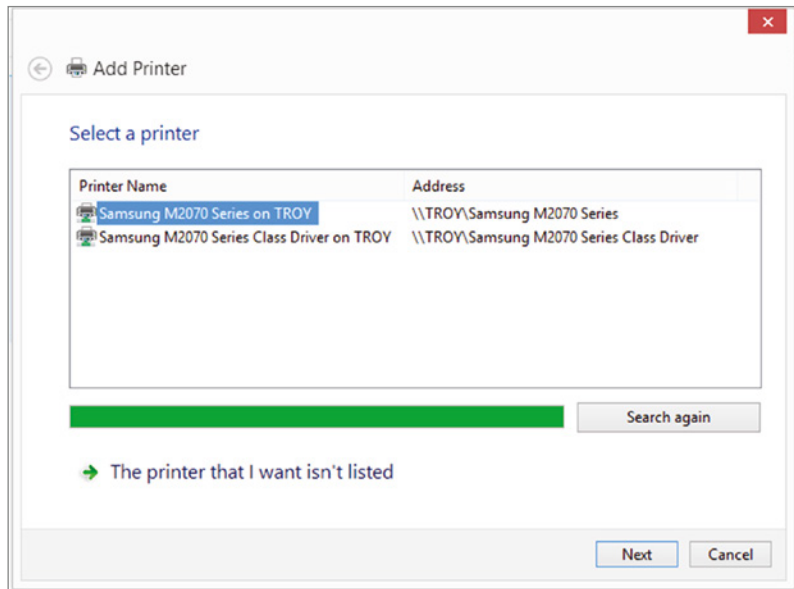 Add Printer
Select a printer
Printer Name Address
Samsung M2070 Series on TROY \\TROY\Samsung M2070 Series
Samsung M2070 Series Class Driver on TROY \\TROY\Samsung M2070 Series Class Driver
Search again
The printer that I want isn't listed
Next Cancel